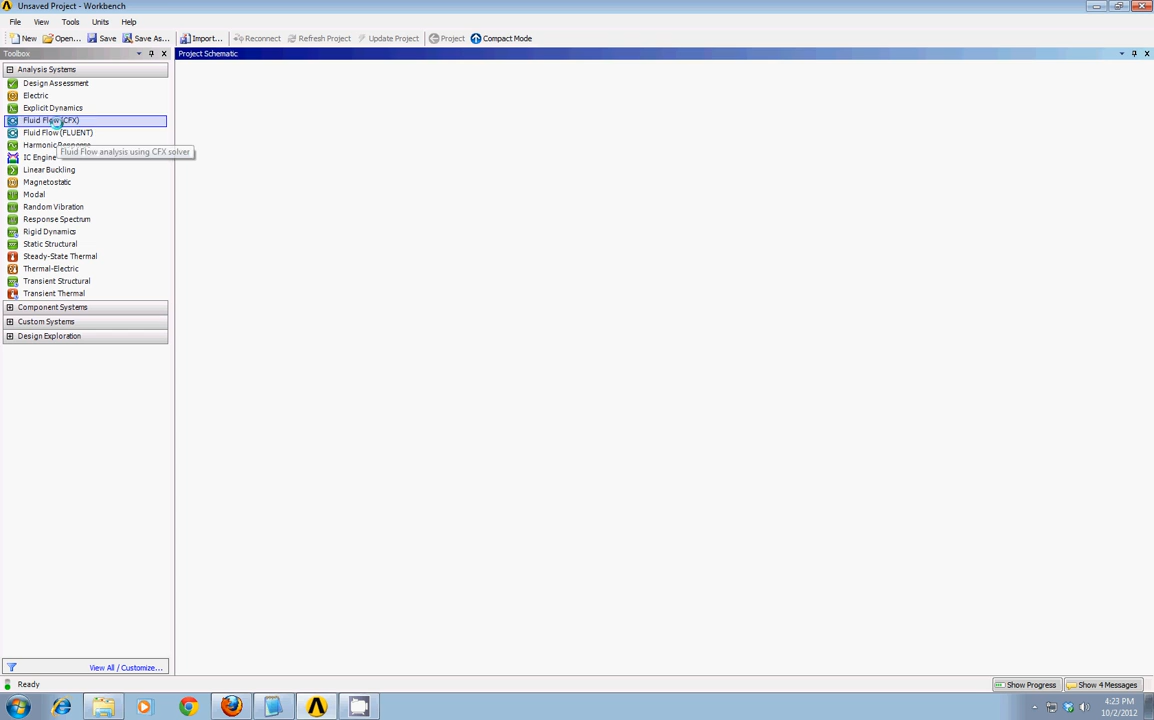 Unsaved Project - Workbench
File View Tools Units Help
New Open... Save Save As... Import... Reconnect Refresh Project Update Project Project Compact Mode
Toolbox
Project Schematic
Analysis Systems
Design Assessment
Electric
Explicit Dynamics
Fluid Flow (CFX)
Fluid Flow (FLUENT)
Harmonic Response
Fluid Flow analysis using CFX solver
IC Engine
Linear Buckling
Magnetostatic
Modal
Random Vibration
Response Spectrum
Rigid Dynamics
Static Structural
Steady-State Thermal
Thermal-Electric
Transient Structural
Transient Thermal
Component Systems
Custom Systems
Design Exploration
View All / Customize...
Ready
Show Progress Show 4 Messages
4:23 PM
10/2/2012